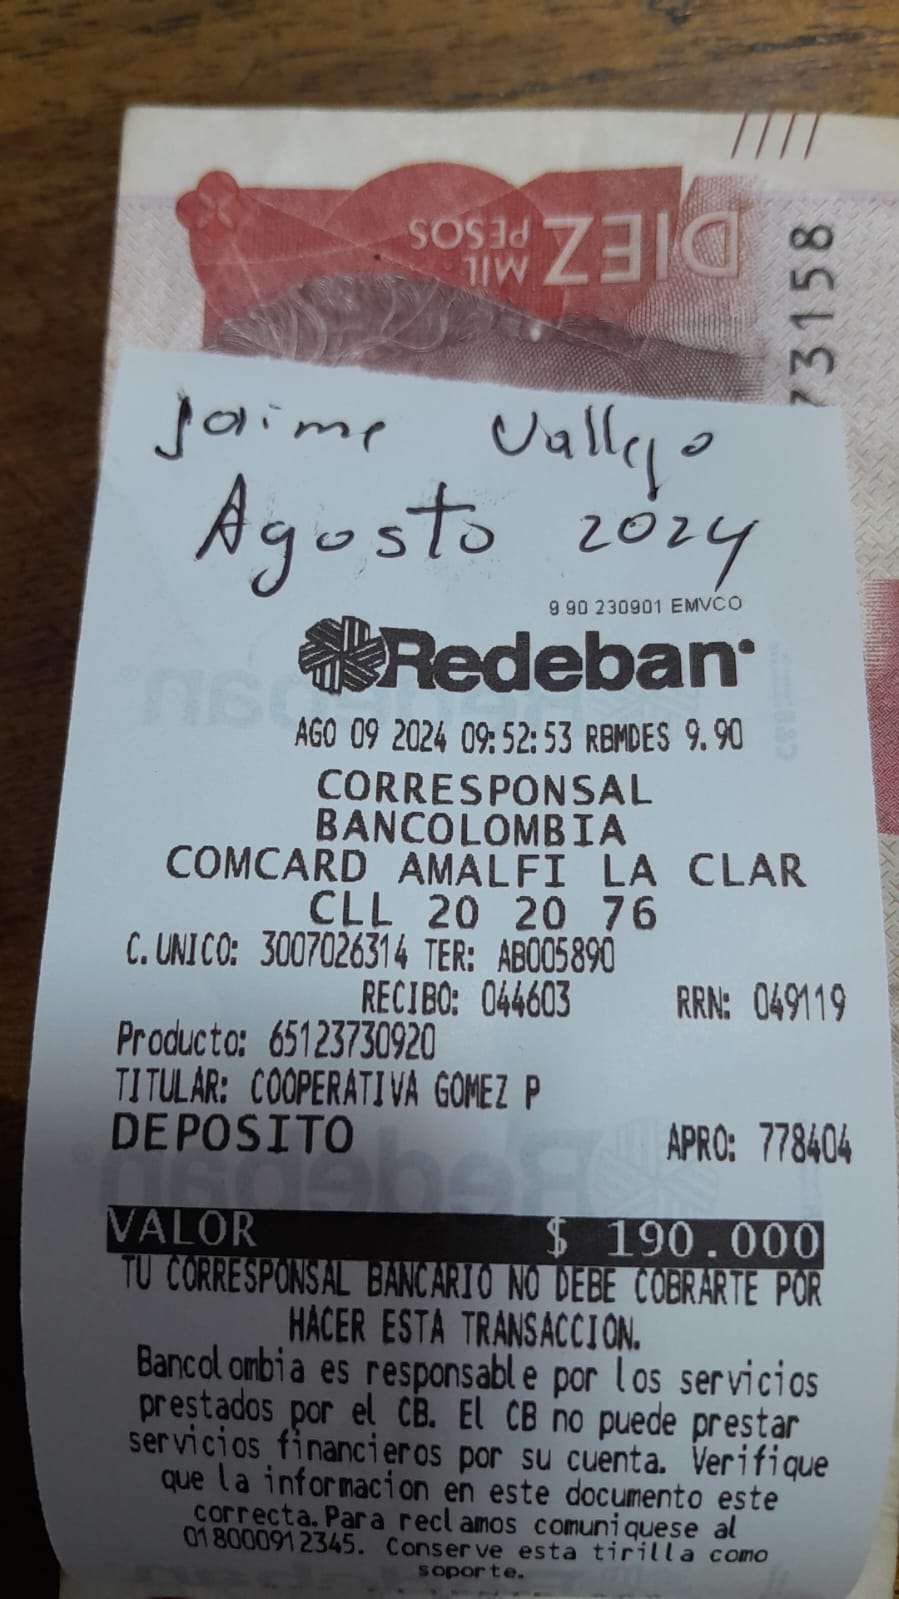 DIEZ
MIL PESOS
73158
Jaime Vallejo
Agosto 2024
9.90 230901 EMVCO
Redeban
AGO 09 2024 09:52:53 RBMDES 9.90
CORRESPONSAL
BANCOLOMBIA
COMCARD AMALFI LA CLAR
CLL 20 20 76
C.UNICO: 3007026314 TER: AB005890
RECIBO: 044603 RRN: 049119
Producto: 65123730920
TITULAR: COOPERATIVA GOMEZ P
DEPOSITO APRO: 778404
VALOR $ 190.000
TU CORRESPONSAL BANCARIO NO DEBE COBRARTE POR
HACER ESTA TRANSACCION.
Bancolombia es responsable por los servicios
prestados por el CB. El CB no puede prestar
servicios financieros por su cuenta. Verifique
que la informacion en este documento este
correcta. Para reclamos comuniquese al
018000912345. Conserve esta tirilla como
soporte.